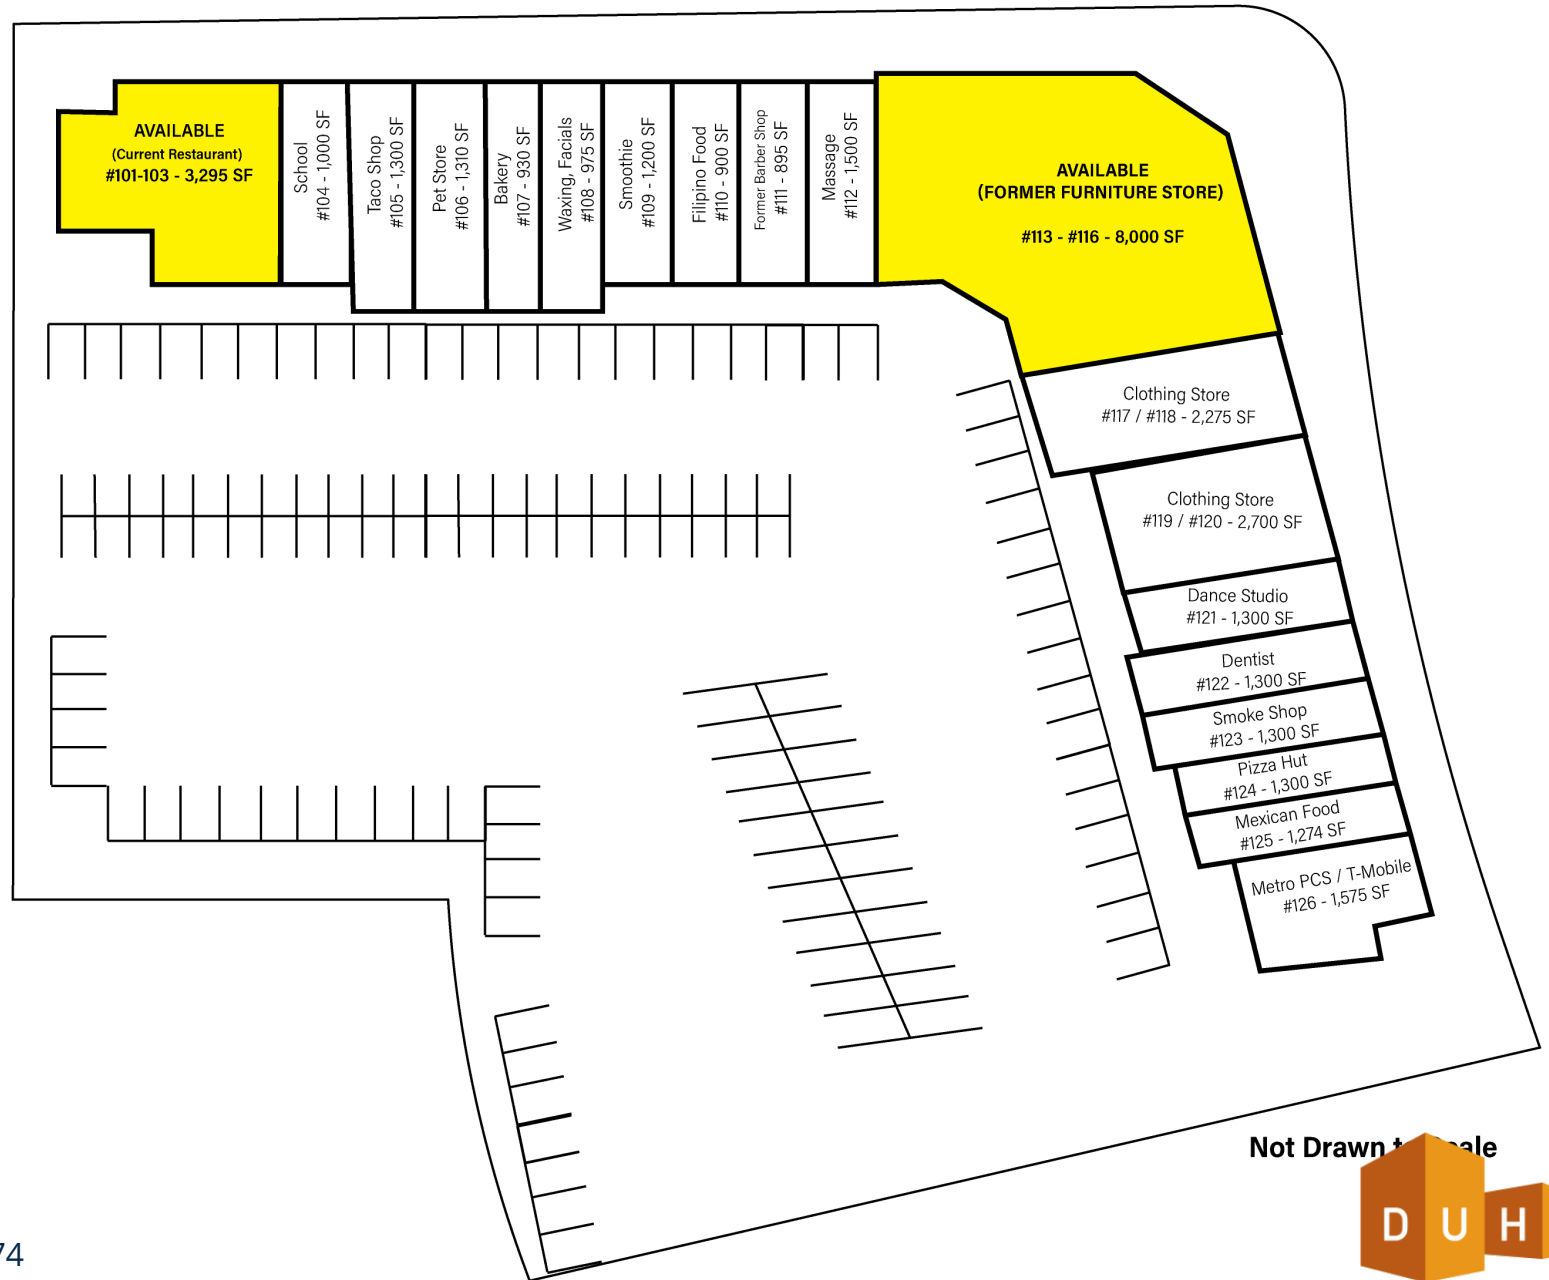 AVAILABLE
(Current Restaurant)
#101-103 - 3,295 SF
School
#104 - 1,000 SF
Taco Shop
#105 - 1,300 SF
Pet Store
#106 - 1,310 SF
Bakery
#107 - 930 SF
Waxing, Facials
#108 - 975 SF
Smoothie
#109 - 1,200 SF
Filipino Food
#110 - 900 SF
Former Barber Shop
#111 - 895 SF
Massage
#112 - 1,500 SF
AVAILABLE
(FORMER FURNITURE STORE)
#113 - #116 - 8,000 SF
Clothing Store
#117 / #118 - 2,275 SF
Clothing Store
#119 / #120 - 2,700 SF
Dance Studio
#121 - 1,300 SF
Dentist
#122 - 1,300 SF
Smoke Shop
#123 - 1,300 SF
Pizza Hut
#124 - 1,300 SF
Mexican Food
#125 - 1,274 SF
Metro PCS / T-Mobile
#126 - 1,575 SF
Not Drawn
DUH
74